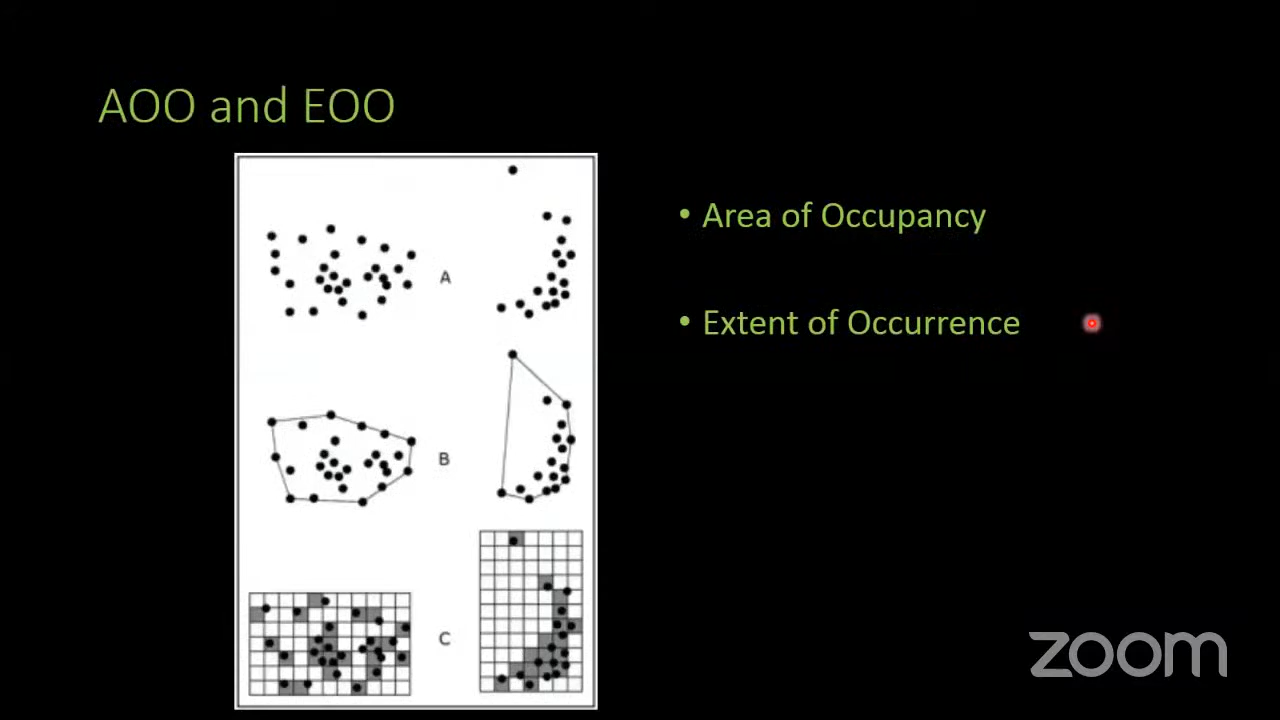 AOO and EOO
A
B
C
• Area of Occupancy
• Extent of Occurrence
zoom